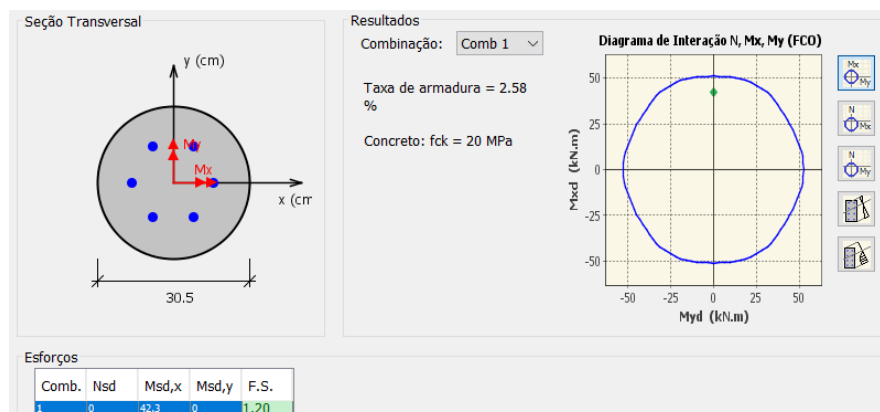 Seção Transversal
y (cm)
My
Mx
x (cm
30.5
Resultados
Combinação: Comb 1
Taxa de armadura = 2.58
%
Concreto: fck = 20 MPa
Diagrama de Interação N, Mx, My (FCO)
Mxd (kN.m)
50
25
0
-25
-50
-50 -25 0 25 50
Myd (kN.m)
Mx
My
N
Mx
N
My
Esforços
Comb. Nsd Msd,x Msd,y F.S.
1 0 42.3 0 1.20